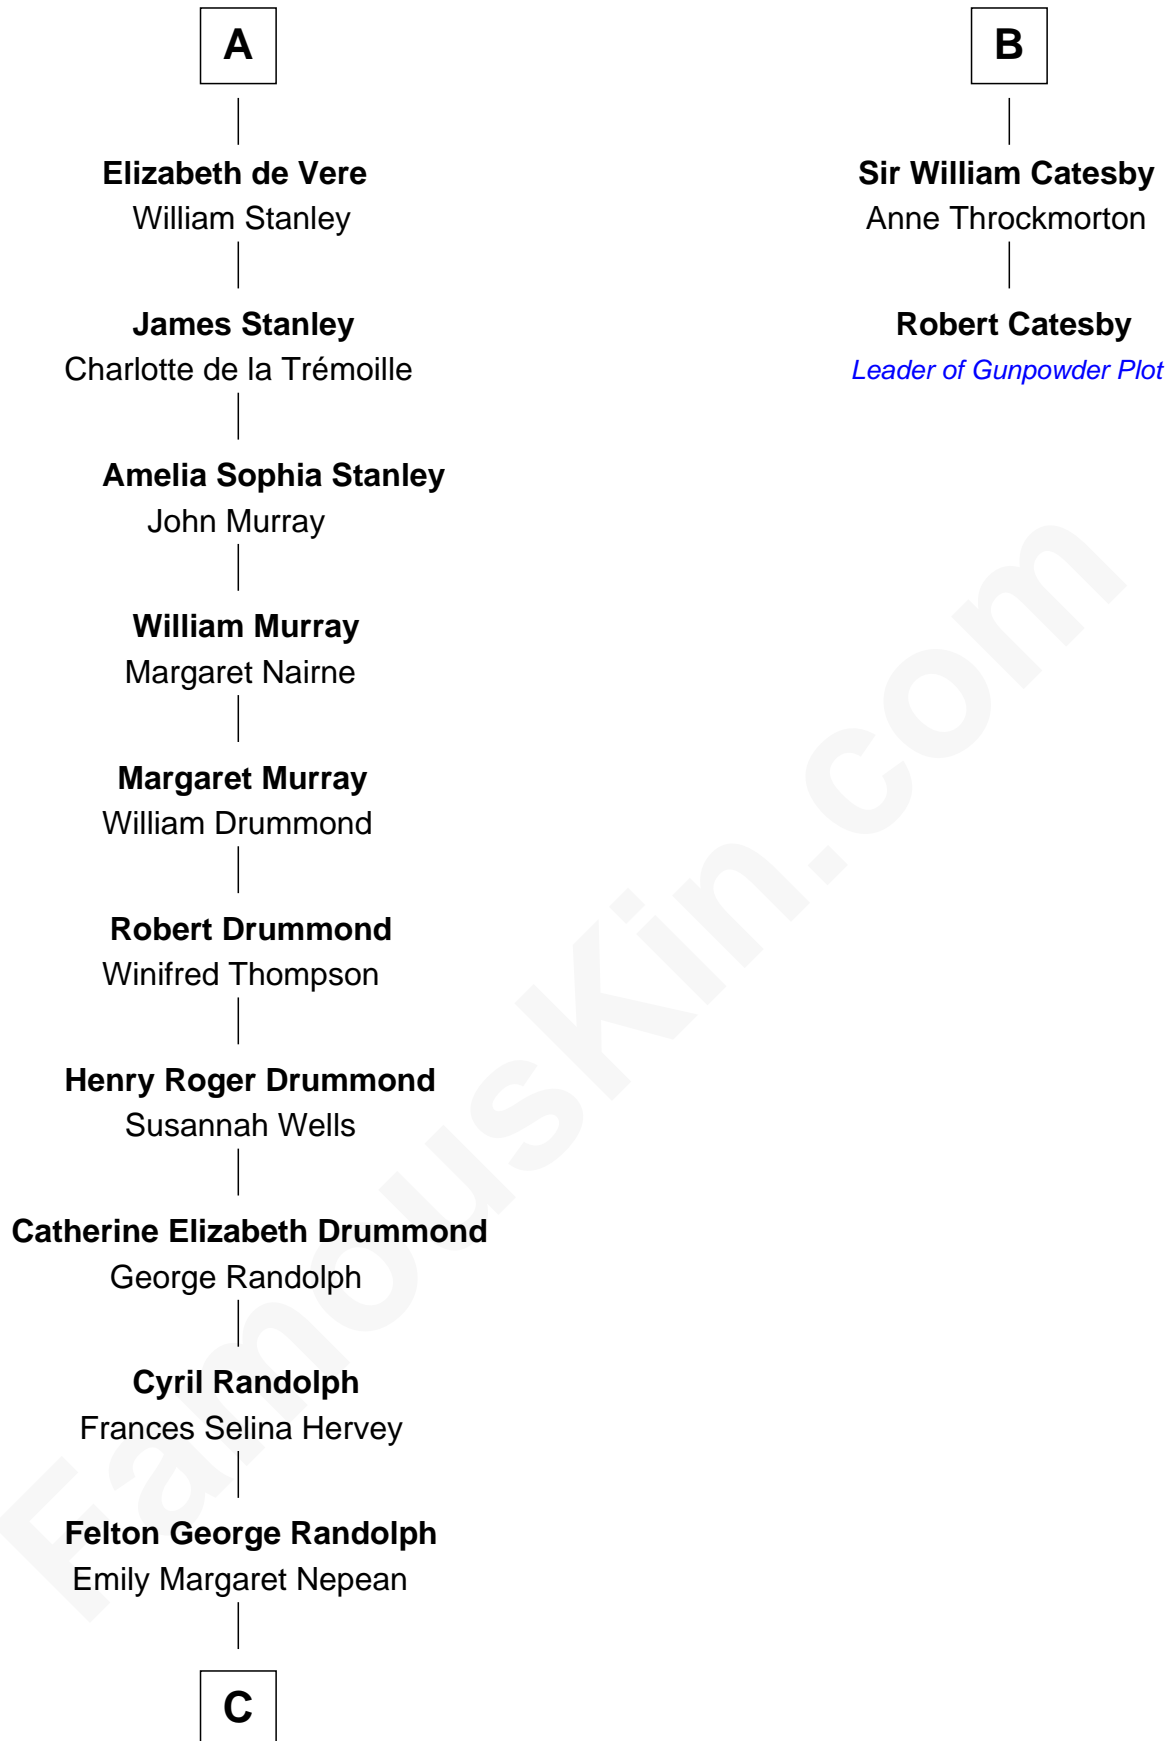 A
Elizabeth de Vere
William Stanley
James Stanley
Charlotte de la Trémoille
Amelia Sophia Stanley
John Murray
William Murray
Margaret Nairne
Margaret Murray
William Drummond
Robert Drummond
Winifred Thompson
Henry Roger Drummond
Susannah Wells
Catherine Elizabeth Drummond
George Randolph
Cyril Randolph
Frances Selina Hervey
Felton George Randolph
Emily Margaret Nepean
C
B
Sir William Catesby
Anne Throckmorton
Robert Catesby
Leader of Gunpowder Plot
FamousKin.com